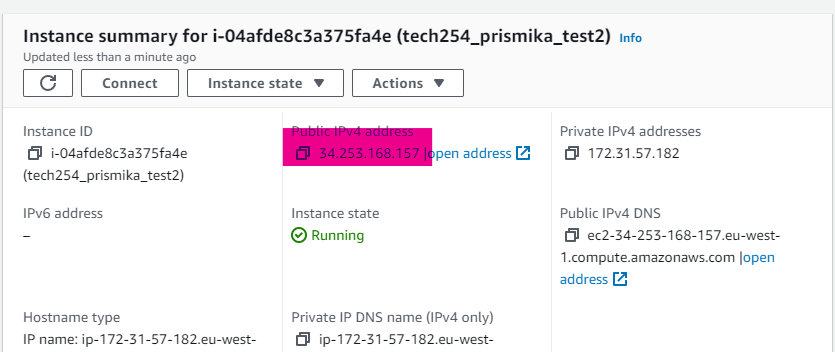 Instance summary for i-04afde8c3a375fa4e (tech254_prismika_test2) Info
Updated less than a minute ago
Connect
Instance state
Actions
Instance ID
i-04afde8c3a375fa4e
(tech254_prismika_test2)
Public IPv4 address
34.253.168.157 |open address
Private IPv4 addresses
172.31.57.182
IPv6 address
–
Instance state
Running
Public IPv4 DNS
ec2-34-253-168-157.eu-west-
1.compute.amazonaws.com |open
address
Hostname type
IP name: ip-172-31-57-182.eu-west-
Private IP DNS name (IPv4 only)
ip-172-31-57-182.eu-west-